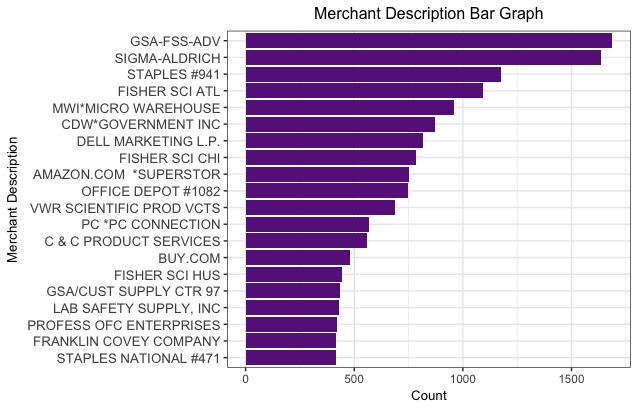 Merchant Description Bar Graph
Merchant Description
GSA-FSS-ADV
SIGMA-ALDRICH
STAPLES #941
FISHER SCI ATL
MWI*MICRO WAREHOUSE
CDW*GOVERNMENT INC
DELL MARKETING L.P.
FISHER SCI CHI
AMAZON.COM  *SUPERSTOR
OFFICE DEPOT #1082
VWR SCIENTIFIC PROD VCTS
PC *PC CONNECTION
C & C PRODUCT SERVICES
BUY.COM
FISHER SCI HUS
GSA/CUST SUPPLY CTR 97
LAB SAFETY SUPPLY, INC
PROFESS OFC ENTERPRISES
FRANKLIN COVEY COMPANY
STAPLES NATIONAL #471
0 500 1000 1500
Count